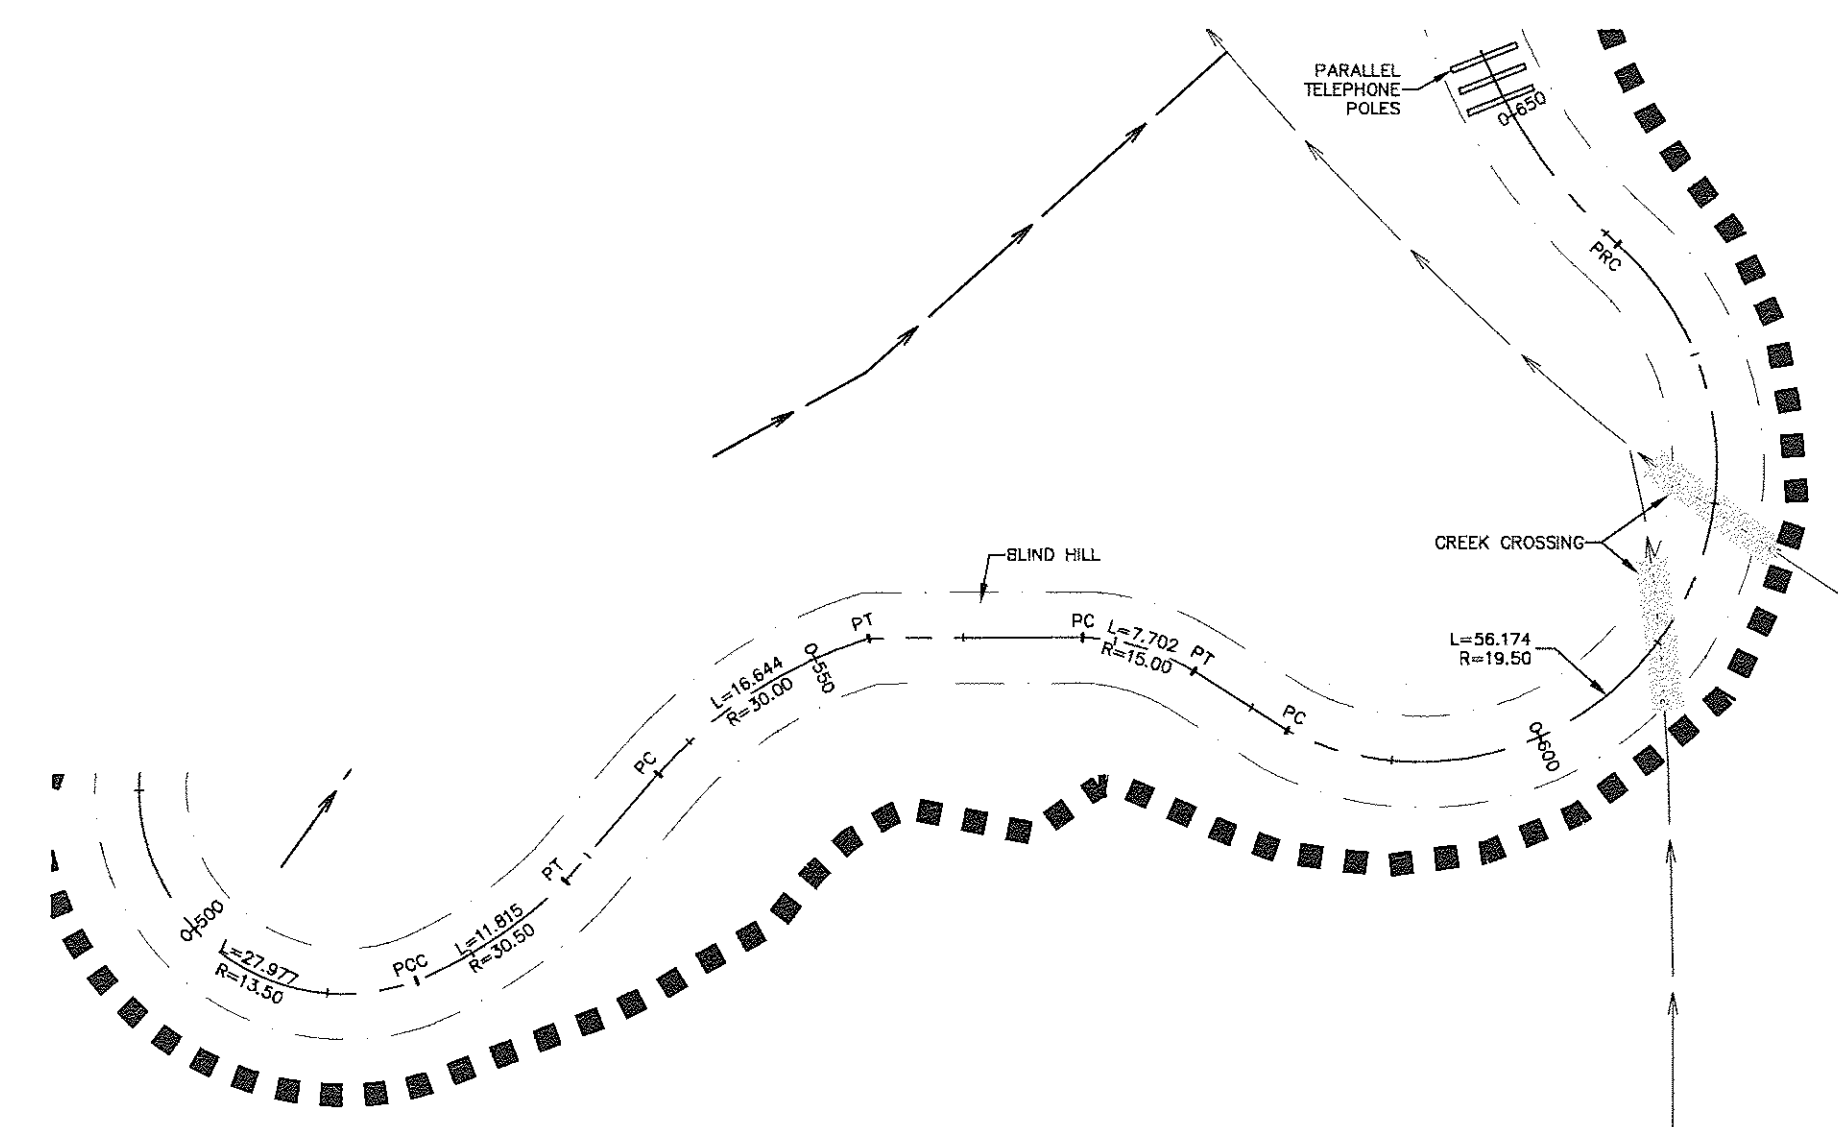 PARALLEL
TELEPHONE
POLES
0+650
PRC
CREEK CROSSING
BLIND HILL
PT
PC
L=7.702
R=15.00
PT
L=56.174
R=19.50
0+550
L=16.644
R=30.00
PC
PC
0+600
PT
L=11.815
R=30.50
0+500
L=27.977
R=13.50
PCC